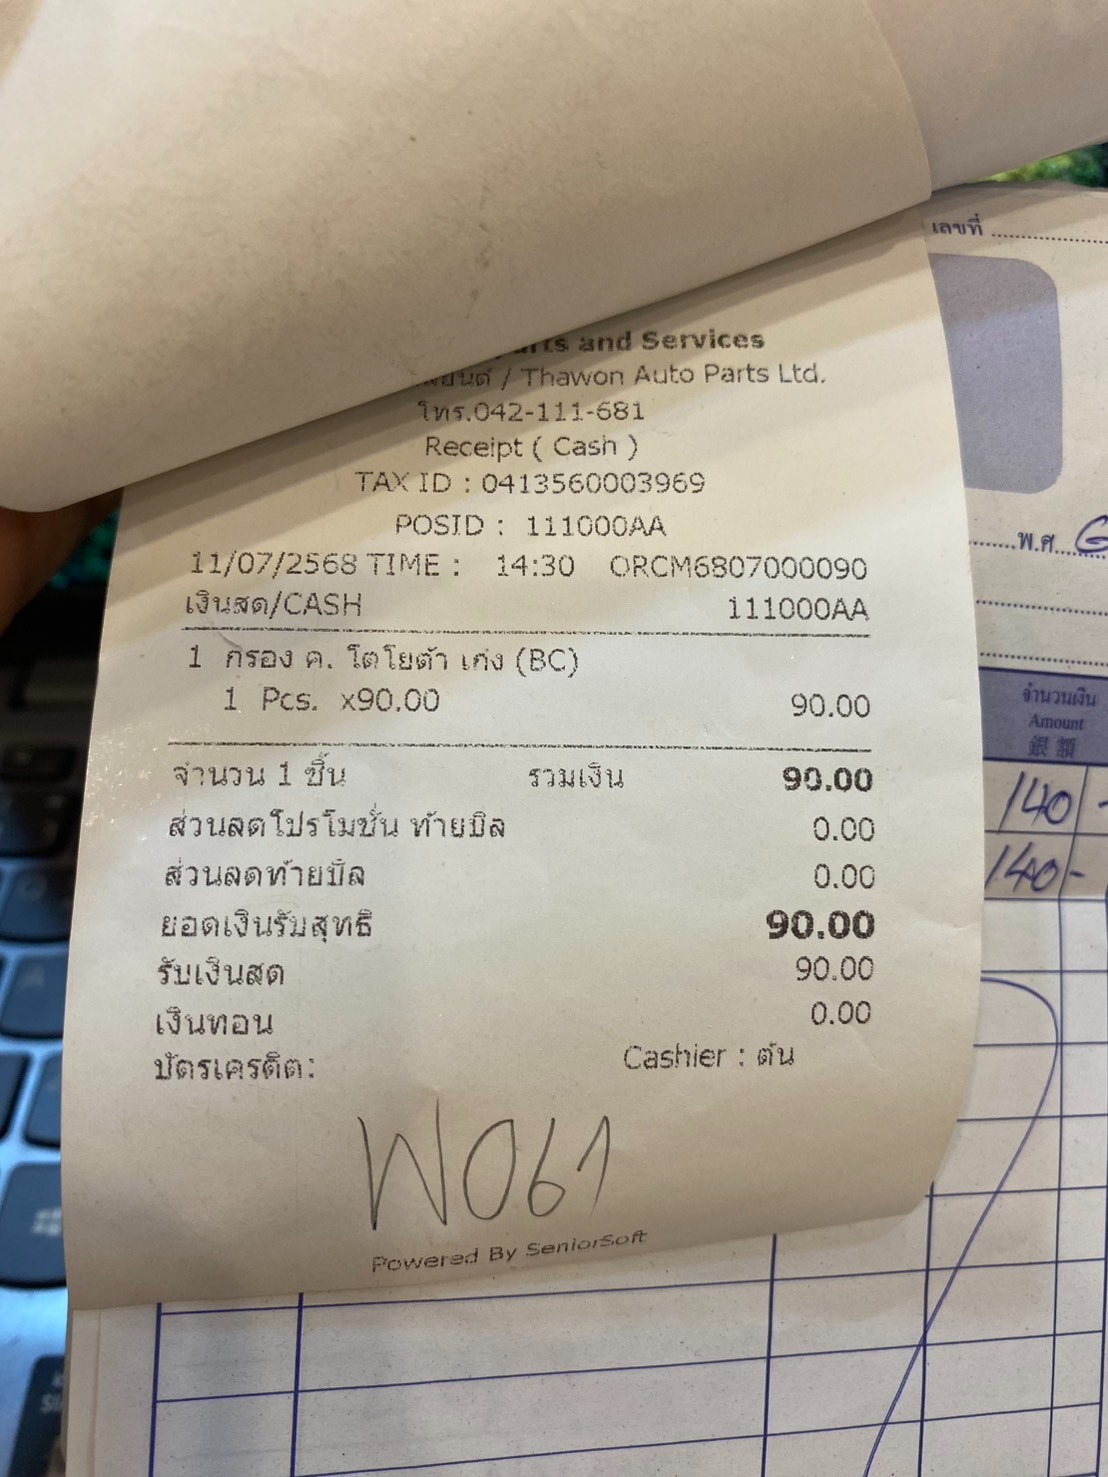 and Services
/ Thawon Auto Parts Ltd.
โทร.042-111-681
Receipt ( Cash )
TAX ID : 0413560003969
POSID : 111000AA
11/07/2568 TIME : 14:30 ORCM6807000090
เงินสด/CASH 111000AA
1 กรอง ค. โตโยต้า เก่ง (BC)
1 Pcs. x90.00 90.00
จำนวน 1 ชิ้น รวมเงิน 90.00
ส่วนลดโปรโมชั่น ท้ายบิล 0.00
ส่วนลดท้ายบิล 0.00
ยอดเงินรับสุทธิ 90.00
รับเงินสด 90.00
เงินทอน 0.00
บัตรเครดิต: Cashier : ต้น
Powered By SeniorSoft
เลขที่
พ.ศ.
จำนวนเงิน
Amount
銀額
140 -
140 -